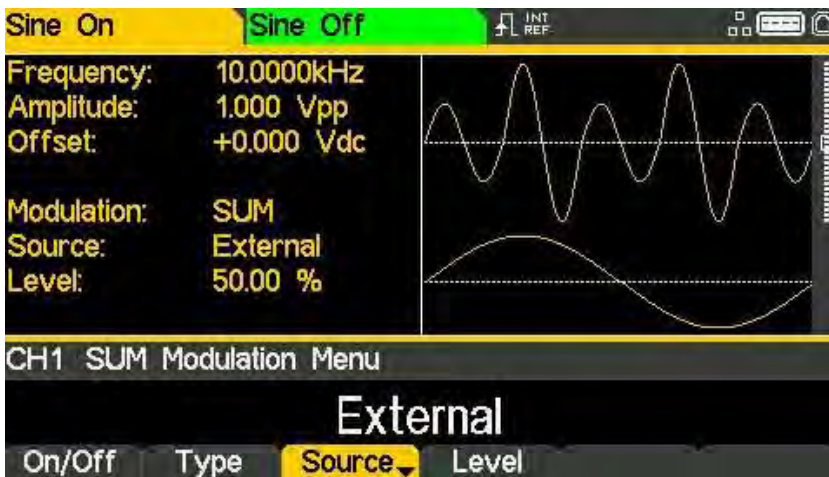 Sine On Sine Off INT
REF
Frequency: 10.0000kHz
Amplitude: 1.000 Vpp
Offset: +0.000 Vdc
Modulation: SUM
Source: External
Level: 50.00 %
CH1 SUM Modulation Menu
External
On/Off Type Source Level